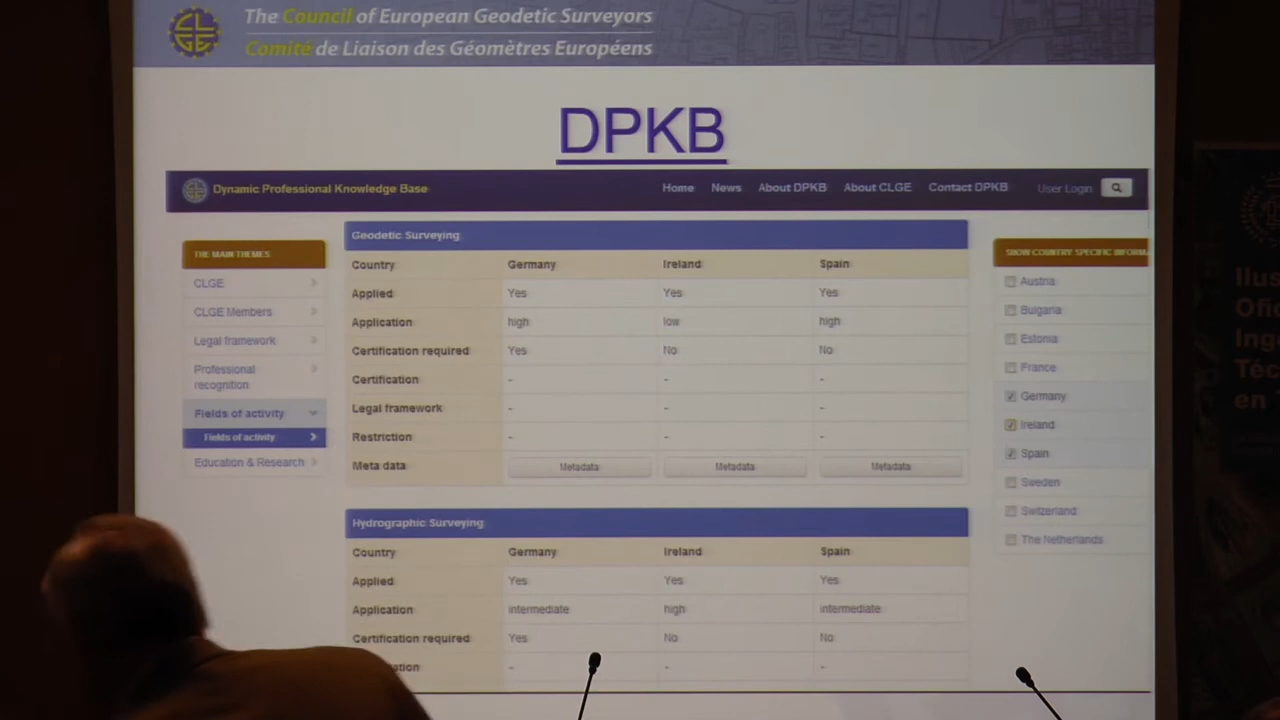 The Council of European Geodetic Surveyors
Comité de Liaison des Géomètres Européens
DPKB
Dynamic Professional Knowledge Base
Home News About DPKB About CLGE Contact DPKB User Login
THE MAIN THEMES
CLGE
CLGE Members
Legal framework
Professional
recognition
Fields of activity
Fields of activity
Education & Research
Geodetic Surveying
Country Germany Ireland Spain
Applied Yes Yes Yes
Application high low high
Certification required Yes No No
Certification - - -
Legal framework - - -
Restriction - - -
Meta data Metadata Metadata Metadata
Hydrographic Surveying
Country Germany Ireland Spain
Applied Yes Yes Yes
Application intermediate high intermediate
Certification required Yes No No
- - -
SHOW COUNTRY SPECIFIC
Austria
Bulgaria
Estonia
France
Germany
Ireland
Spain
Sweden
Switzerland
The Netherlands
en